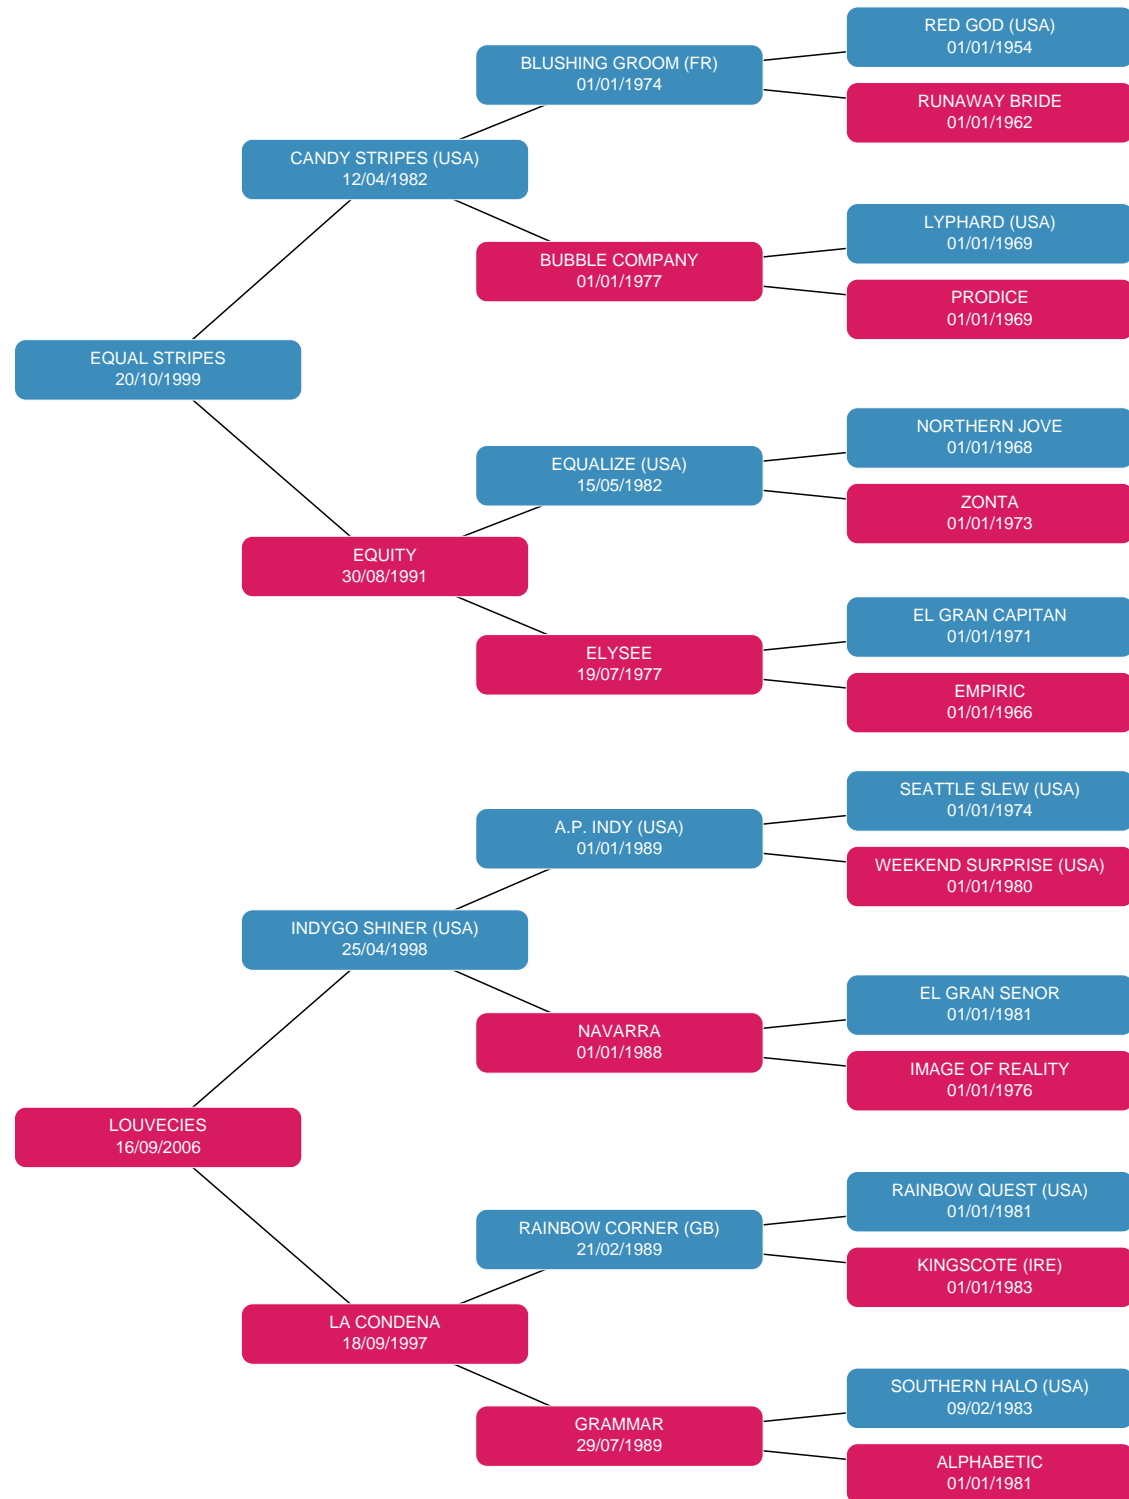 RED GOD (USA)
01/01/1954
BLUSHING GROOM (FR)
01/01/1974
RUNAWAY BRIDE
01/01/1962
CANDY STRIPES (USA)
12/04/1982
LYPHARD (USA)
01/01/1969
BUBBLE COMPANY
01/01/1977
PRODICE
01/01/1969
EQUAL STRIPES
20/10/1999
NORTHERN JOVE
01/01/1968
EQUALIZE (USA)
15/05/1982
ZONTA
01/01/1973
EQUITY
30/08/1991
EL GRAN CAPITAN
01/01/1971
ELYSEE
19/07/1977
EMPIRIC
01/01/1966
SEATTLE SLEW (USA)
01/01/1974
A.P. INDY (USA)
01/01/1989
WEEKEND SURPRISE (USA)
01/01/1980
INDYGO SHINER (USA)
25/04/1998
EL GRAN SENOR
01/01/1981
NAVARRA
01/01/1988
IMAGE OF REALITY
01/01/1976
LOUVECIES
16/09/2006
RAINBOW QUEST (USA)
01/01/1981
RAINBOW CORNER (GB)
21/02/1989
KINGSCOTE (IRE)
01/01/1983
LA CONDENA
18/09/1997
SOUTHERN HALO (USA)
09/02/1983
GRAMMAR
29/07/1989
ALPHABETIC
01/01/1981